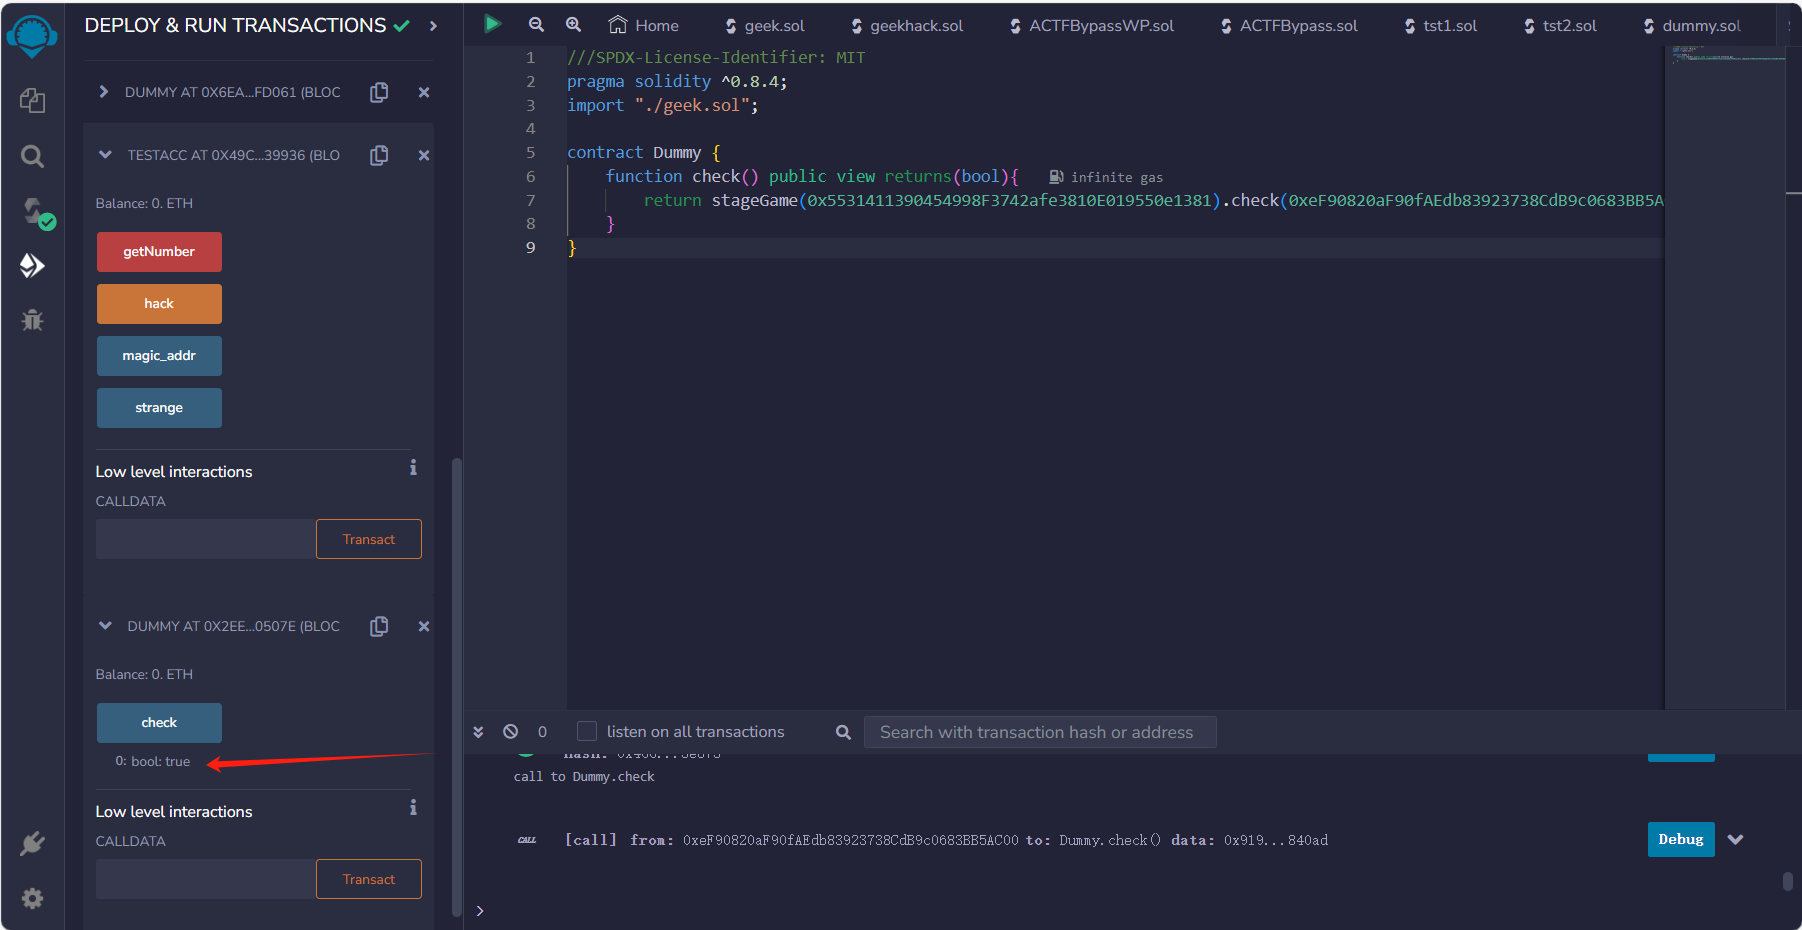 DEPLOY & RUN TRANSACTIONS
DUMMY AT 0X6EA...FD061 (BLOC
TESTACC AT 0X49C...39936 (BLO
Balance: 0. ETH
getNumber
hack
magic_addr
strange
Low level interactions
CALLDATA
Transact
DUMMY AT 0X2EE...0507E (BLOC
Balance: 0. ETH
check
0: bool: true
Low level interactions
CALLDATA
Transact
Home geek.sol geekhack.sol ACTFBypassWP.sol ACTFBypass.sol tst1.sol tst2.sol dummy.sol
1 ///SPDX-License-Identifier: MIT
2 pragma solidity ^0.8.4;
3 import "./geek.sol";
4
5 contract Dummy {
6 function check() public view returns(bool){ infinite gas
7 return stageGame(0x5531411390454998F3742afe3810E019550e1381).check(0xeF90820aF90fAEdb83923738CdB9c0683BB5A
8 }
9 }
0 listen on all transactions Search with transaction hash or address
call to Dummy.check
CALL [call] from: 0xeF90820aF90fAEdb83923738CdB9c0683BB5AC00 to: Dummy.check() data: 0x919...840ad Debug
>